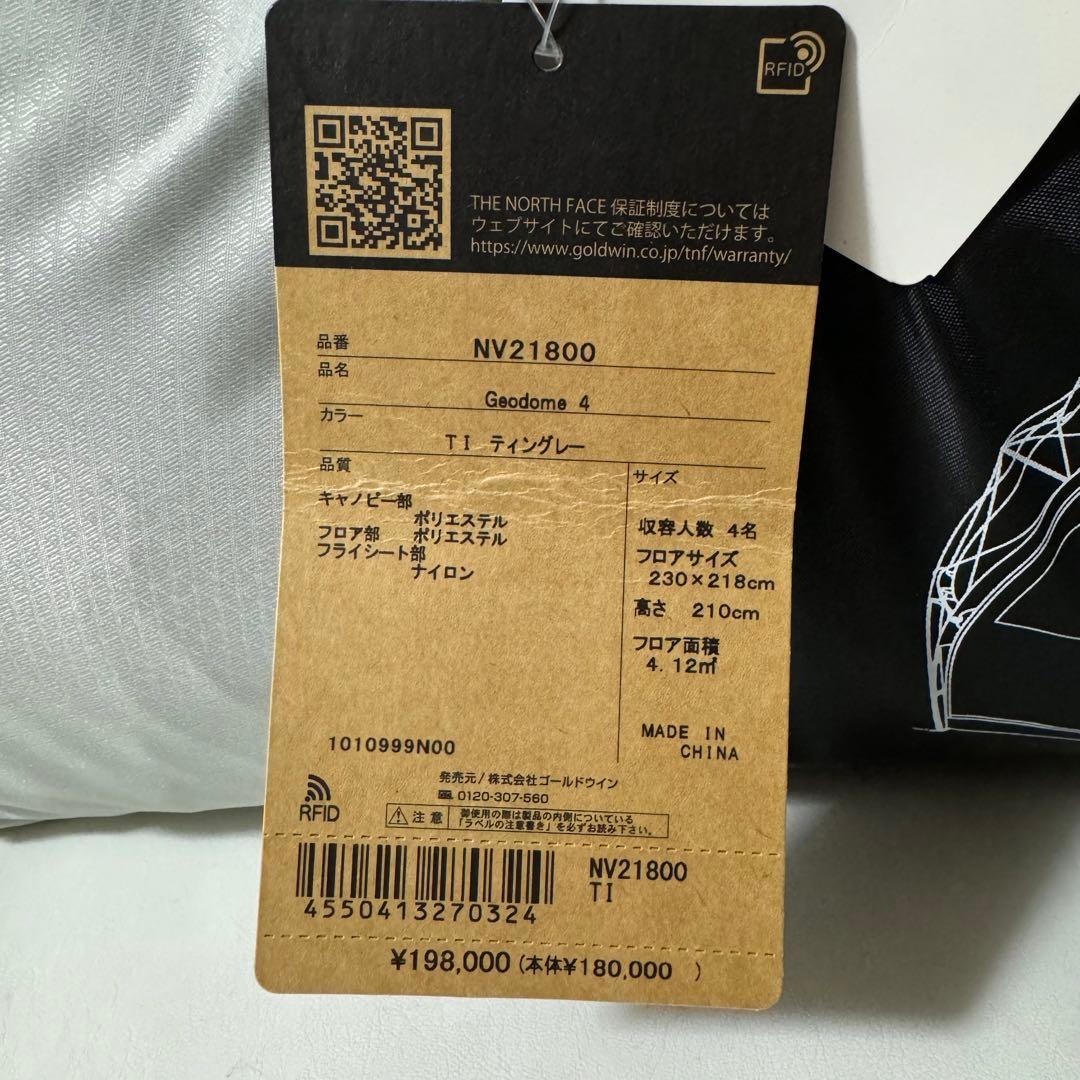 RFID
THE NORTH FACE 保証制度については
ウェブサイトにてご確認いただけます。
https://www.goldwin.co.jp/tnf/warranty/
品番 NV21800
品名
Geodome 4
カラー
TI ティングレー
品質
キャノピー部
ポリエステル
フロア部 ポリエステル
フライシート部
ナイロン
サイズ
収容人数 4名
フロアサイズ
230×218cm
高さ 210cm
フロア面積
4.12㎡
MADE IN
CHINA
1010999N00
RFID
発売元/株式会社ゴールドウイン
0120-307-560
注意
御使用の際は製品の内側についている
「ラベルの注意書き」を必ずお読み下さい。
4550413270324
NV21800
TI
¥198,000 (本体¥180,000 )